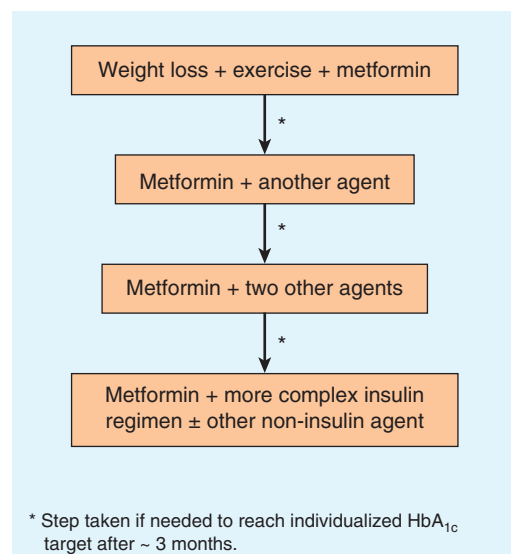 Weight loss + exercise + metformin
*
Metformin + another agent
*
Metformin + two other agents
*
Metformin + more complex insulin
regimen ± other non-insulin agent
* Step taken if needed to reach individualized HbA1c
target after ~ 3 months.